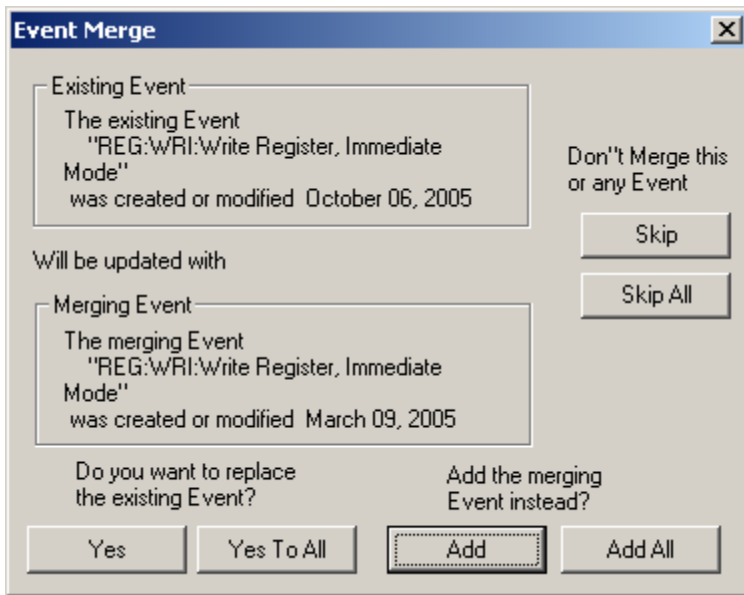 Event Merge
Existing Event
The existing Event
"REG:WRI:Write Register, Immediate
Mode"
was created or modified  October 06, 2005
Don''t Merge this
or any Event
Skip
Will be updated with
Skip All
Merging Event
The merging Event
"REG:WRI:Write Register, Immediate
Mode"
was created or modified  March 09, 2005
Do you want to replace
the existing Event?
Add the merging
Event instead?
Yes
Yes To All
Add
Add All